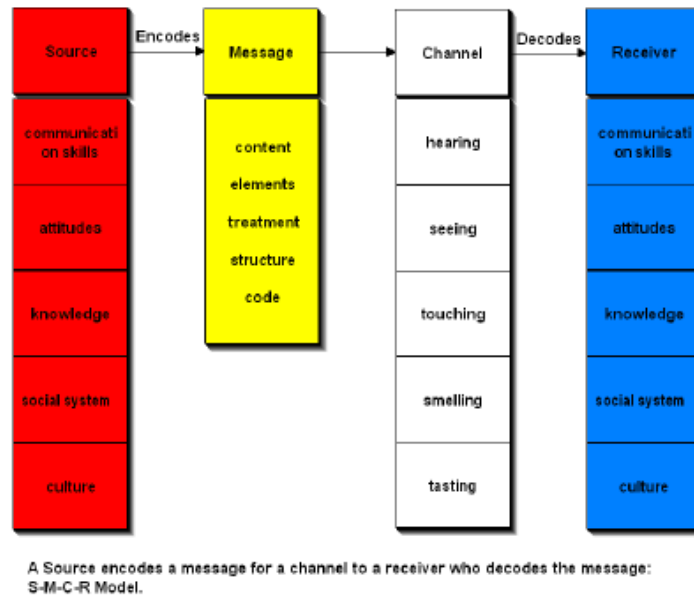 Source
Encodes
Message
Channel
Decodes
Receiver
communicati
on skills
attitudes
knowledge
social system
culture
content
elements
treatment
structure
code
hearing
seeing
touching
smelling
tasting
communicati
on skills
attitudes
knowledge
social system
culture
A Source encodes a message for a channel to a receiver who decodes the message:
S-M-C-R Model.